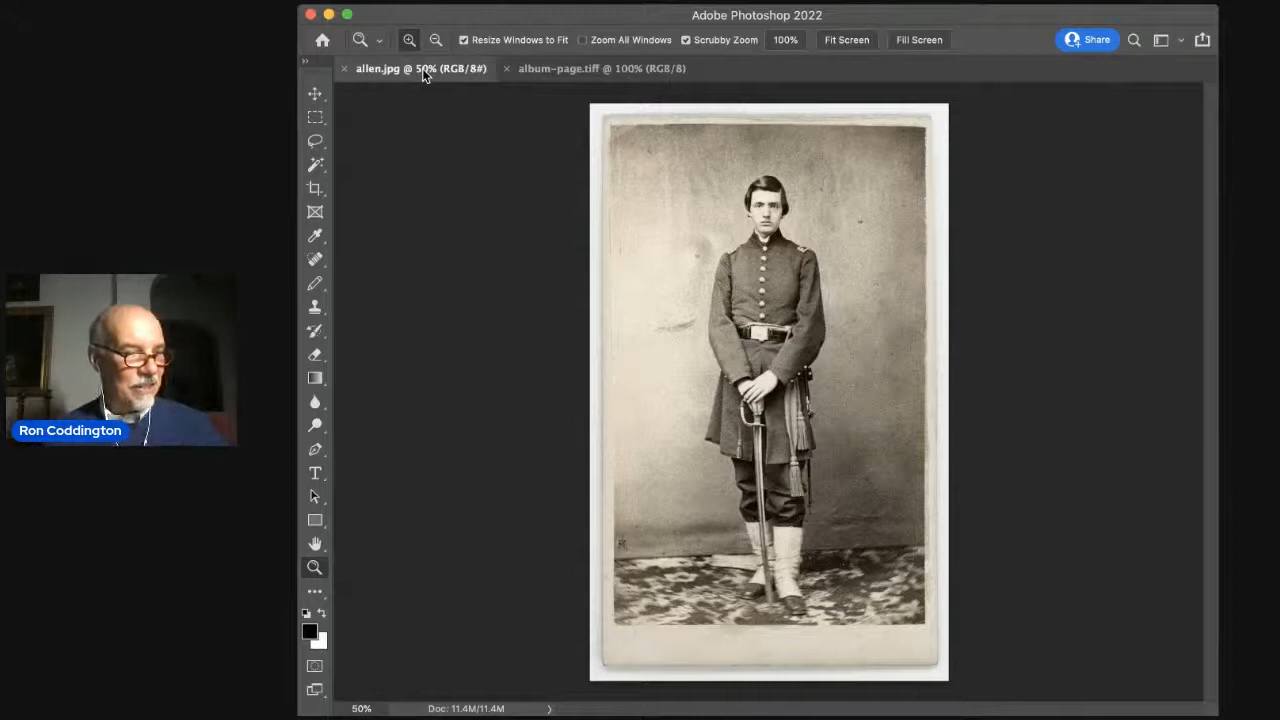 Adobe Photoshop 2022
Resize Windows to Fit Zoom All Windows Scrubby Zoom 100% Fit Screen Fill Screen Share
allen.jpg @ 50% (RGB/8#) album-page.tiff @ 100% (RGB/8)
Ron Coddington
50% Doc: 11.4M/11.4M